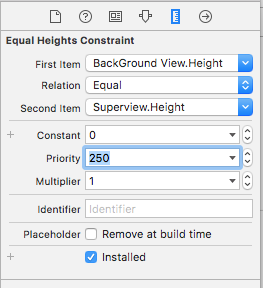 Equal Heights Constraint
First Item BackGround View.Height
Relation Equal
Second Item Superview.Height
+ Constant 0
Priority 250
Multiplier 1
Identifier Identifier
Placeholder Remove at build time
+ Installed